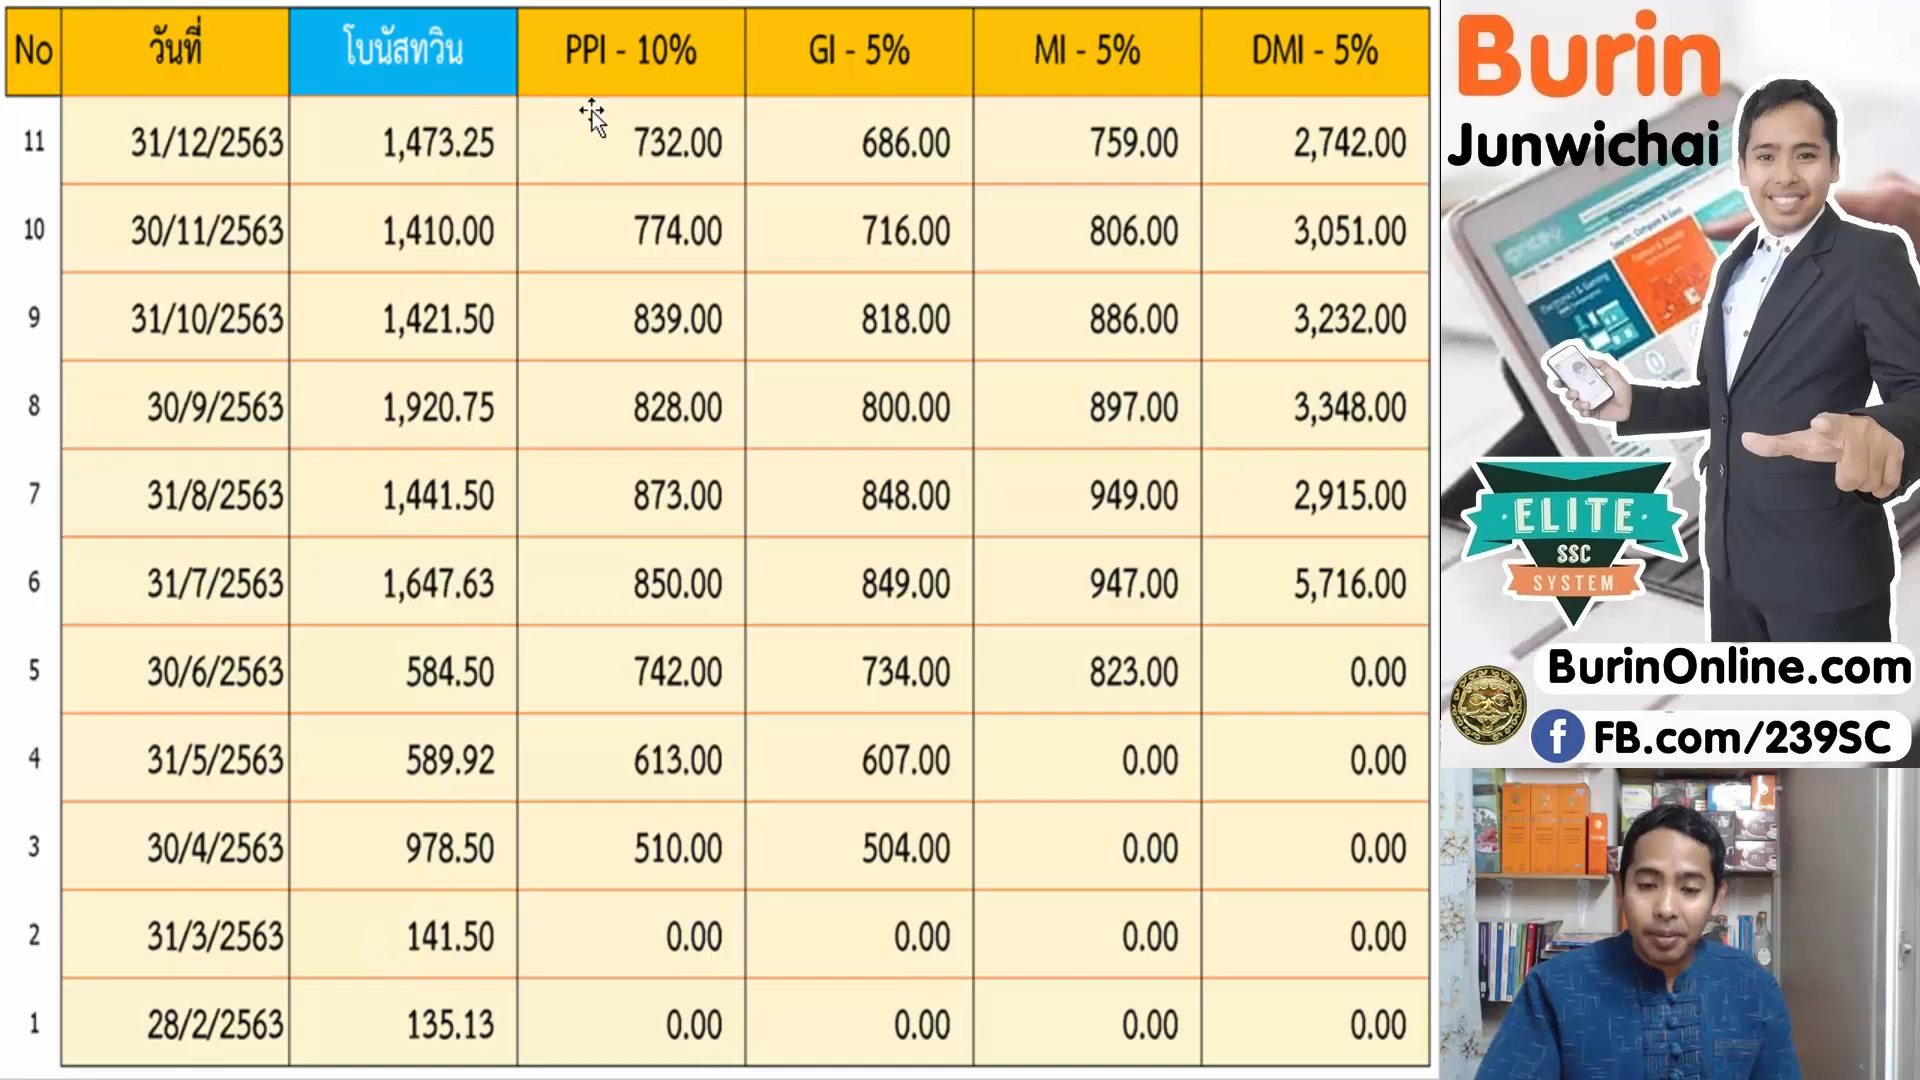 No วันที่ โบนัสทวิน PPI - 10% GI - 5% MI - 5% DMI - 5%
11 31/12/2563 1,473.25 732.00 686.00 759.00 2,742.00
10 30/11/2563 1,410.00 774.00 716.00 806.00 3,051.00
9 31/10/2563 1,421.50 839.00 818.00 886.00 3,232.00
8 30/9/2563 1,920.75 828.00 800.00 897.00 3,348.00
7 31/8/2563 1,441.50 873.00 848.00 949.00 2,915.00
6 31/7/2563 1,647.63 850.00 849.00 947.00 5,716.00
5 30/6/2563 584.50 742.00 734.00 823.00 0.00
4 31/5/2563 589.92 613.00 607.00 0.00 0.00
3 30/4/2563 978.50 510.00 504.00 0.00 0.00
2 31/3/2563 141.50 0.00 0.00 0.00 0.00
1 28/2/2563 135.13 0.00 0.00 0.00 0.00
Burin
Junwichai
Search, Compare & Save
Electronics & Gaming
ELITE
SSC
SYSTEM
BurinOnline.com
f FB.com/239SC